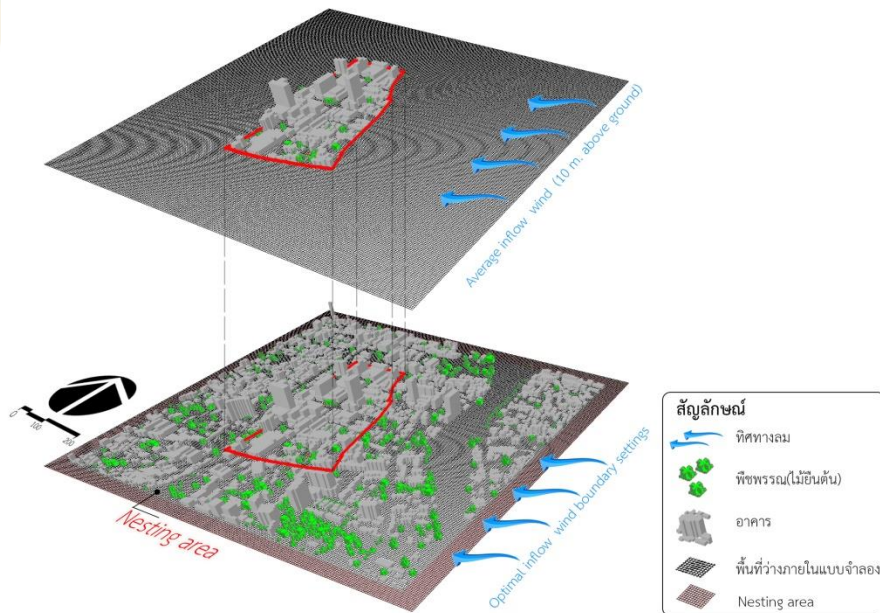 Average inflow wind (10 m. above ground)
0
100
200
Nesting area
Optimal inflow wind boundary settings
สัญลักษณ์
ทิศทางลม
พืชพรรณ(ไม้ยืนต้น)
อาคาร
พื้นที่ว่างภายในแบบจำลอง
Nesting area